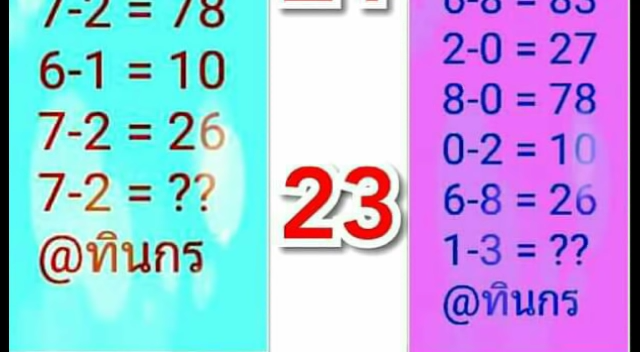 7-2 = 78
6-1 = 10
7-2 = 26
7-2 = ??
@ทินกร
23
2-0 = 27
8-0 = 78
0-2 = 10
6-8 = 26
1-3 = ??
@ทินกร